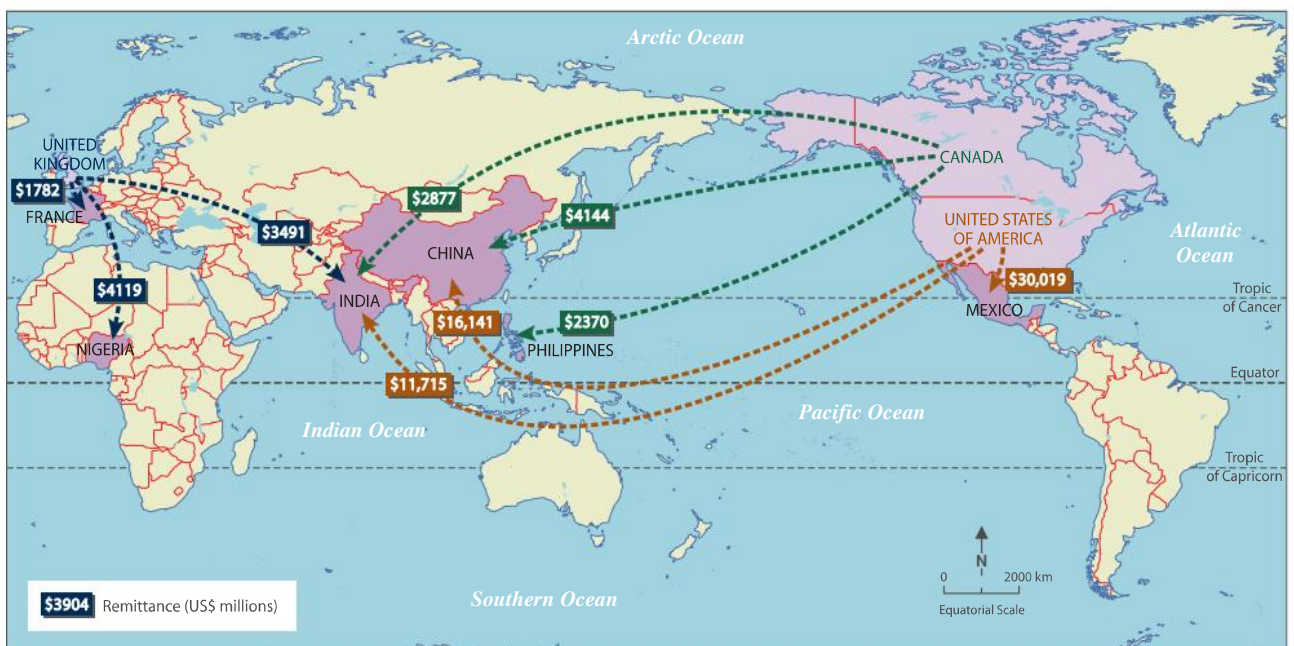 Arctic Ocean
UNITED
KINGDOM
$1782
FRANCE
$2877
CANADA
$4144
$3491
CHINA
UNITED STATES
OF AMERICA
Atlantic
Ocean
$4119
INDIA
$30,019
MEXICO
Tropic
of Cancer
$16,141
$2370
NIGERIA
PHILIPPINES
$11,715
Equator
Indian Ocean
Pacific Ocean
Tropic
of Capricorn
N
0 2000 km
Equatorial Scale
$3904 Remittance (US$ millions)
Southern Ocean